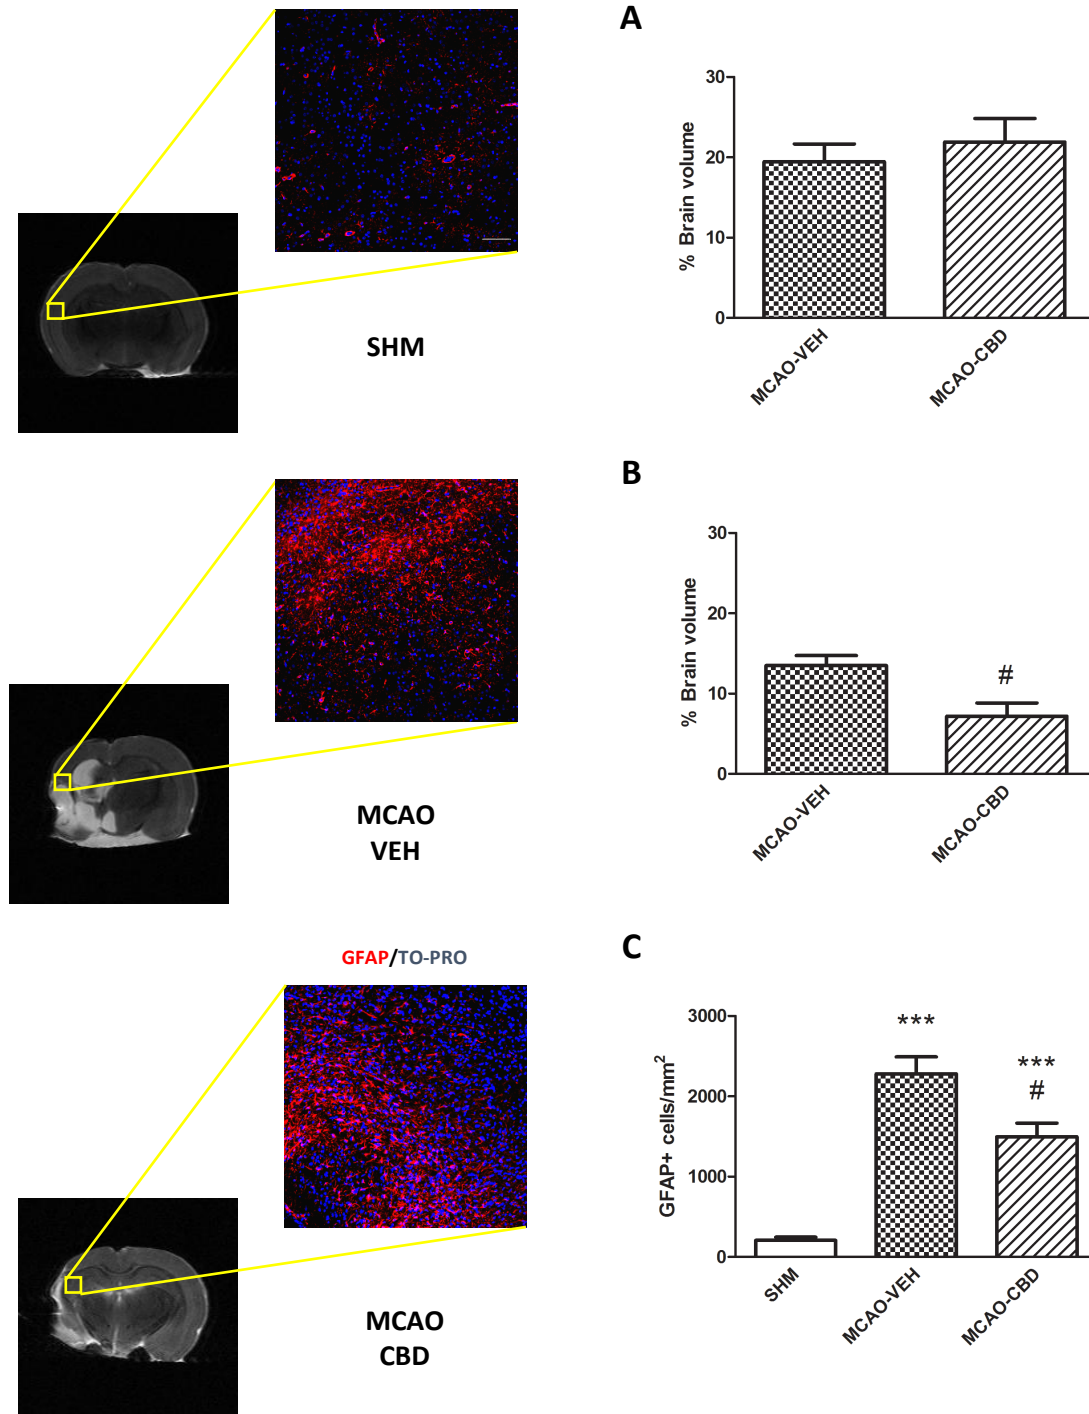 SHM
MCAO
VEH
GFAP/TO-PRO
MCAO
CBD
A
30
20
10
0
% Brain volume
MCAO-VEH
MCAO-CBD
B
30
20
10
0
% Brain volume
#
MCAO-VEH
MCAO-CBD
C
3000
2000
1000
0
GFAP+ cells/mm²
***
***
#
SHM
MCAO-VEH
MCAO-CBD